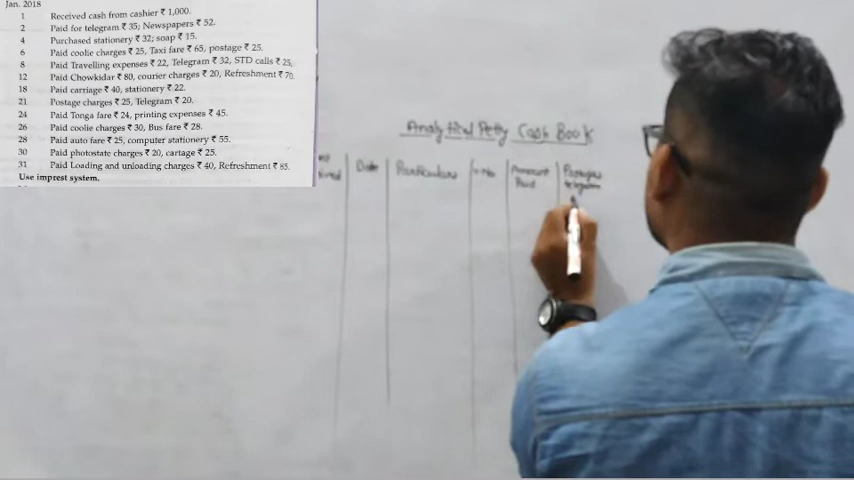 Jan. 2018
1 Received cash from cashier ₹ 1,000.
2 Paid for telegram ₹ 35; Newspapers ₹ 52.
4 Purchased stationery ₹ 32; soap ₹ 15.
6 Paid coolie charges ₹ 25, Taxi fare ₹ 65, postage ₹ 25.
8 Paid Travelling expenses ₹ 22, Telegram ₹ 32, STD calls ₹ 25,
12 Paid Chowkidar ₹ 80, courier charges ₹ 20, Refreshment ₹ 70.
18 Paid carriage ₹ 40, stationery ₹ 22.
21 Postage charges ₹ 25, Telegram ₹ 20.
24 Paid Tonga fare ₹ 24, printing expenses ₹ 45.
26 Paid coolie charges ₹ 30, Bus fare ₹ 28.
28 Paid auto fare ₹ 25, computer stationery ₹ 55.
30 Paid photostate charges ₹ 20, cartage ₹ 25.
31 Paid Loading and unloading charges ₹ 40, Refreshment ₹ 85.
Use imprest system.
Petty Cash Book
Date Particulars Amount
Paid